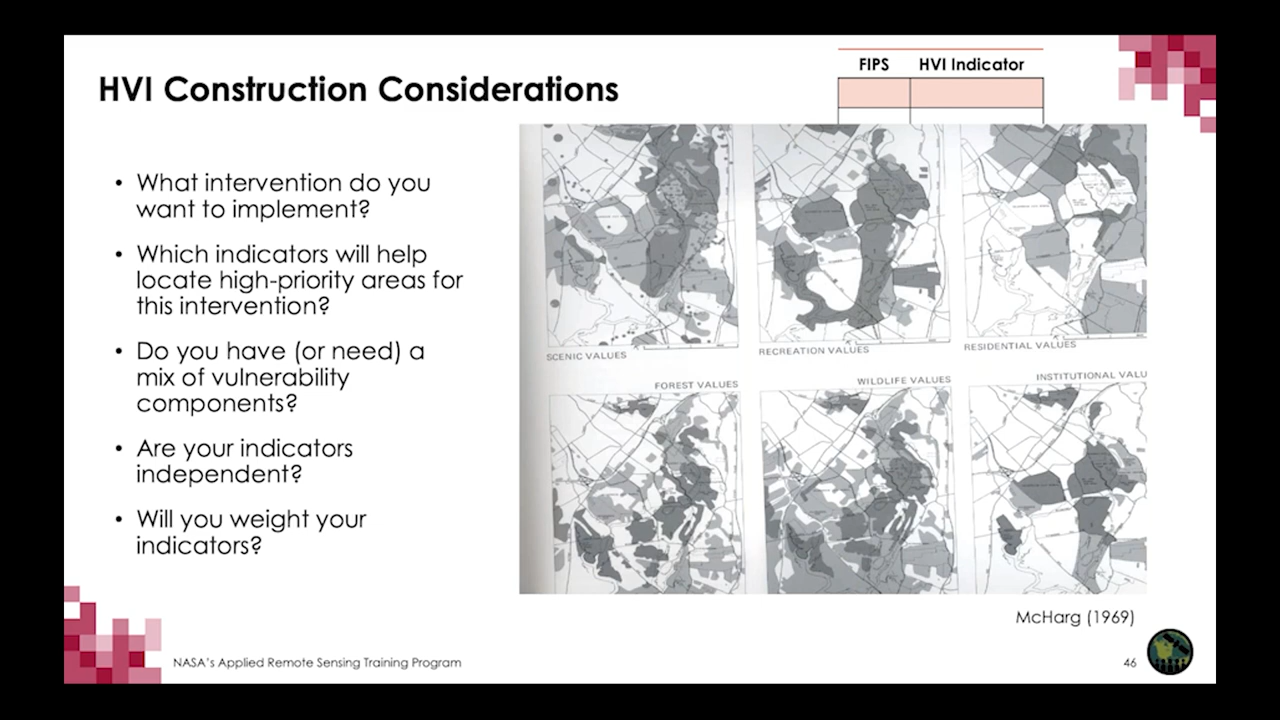 HVI Construction Considerations
FIPS HVI Indicator
• What intervention do you
want to implement?
• Which indicators will help
locate high-priority areas for
this intervention?
• Do you have (or need) a
mix of vulnerability
components?
• Are your indicators
independent?
• Will you weight your
indicators?
SCENIC VALUES
RECREATION VALUES
RESIDENTIAL VALUES
FOREST VALUES
WILDLIFE VALUES
INSTITUTIONAL VALU
McHarg (1969)
NASA's Applied Remote Sensing Training Program
46